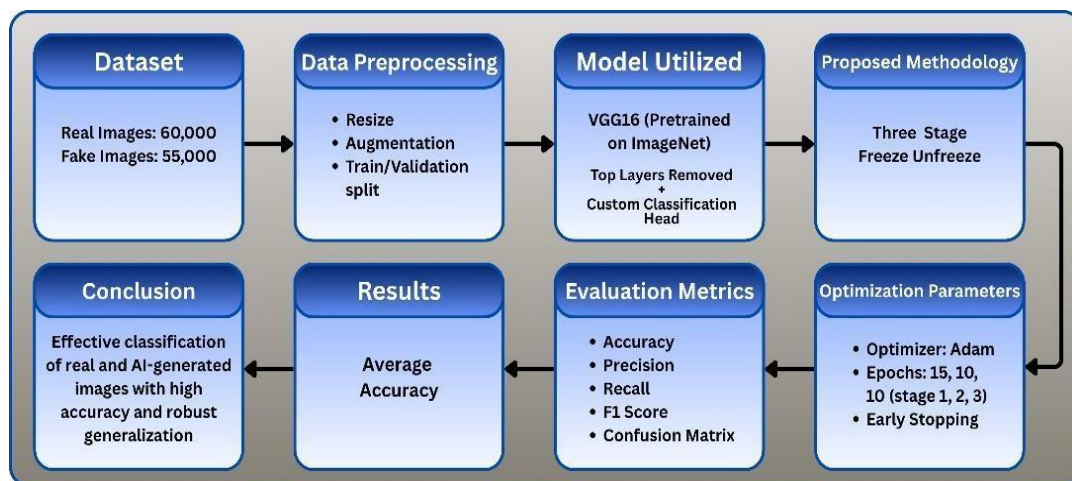 Dataset
Real Images: 60,000
Fake Images: 55,000
Data Preprocessing
• Resize
• Augmentation
• Train/Validation
split
Model Utilized
VGG16 (Pretrained
on ImageNet)
Top Layers Removed
+
Custom Classification
Head
Proposed Methodology
Three Stage
Freeze Unfreeze
Optimization Parameters
• Optimizer: Adam
• Epochs: 15, 10,
10 (stage 1, 2, 3)
• Early Stopping
Evaluation Metrics
• Accuracy
• Precision
• Recall
• F1 Score
• Confusion Matrix
Results
Average
Accuracy
Conclusion
Effective classification
of real and AI-generated
images with high
accuracy and robust
generalization